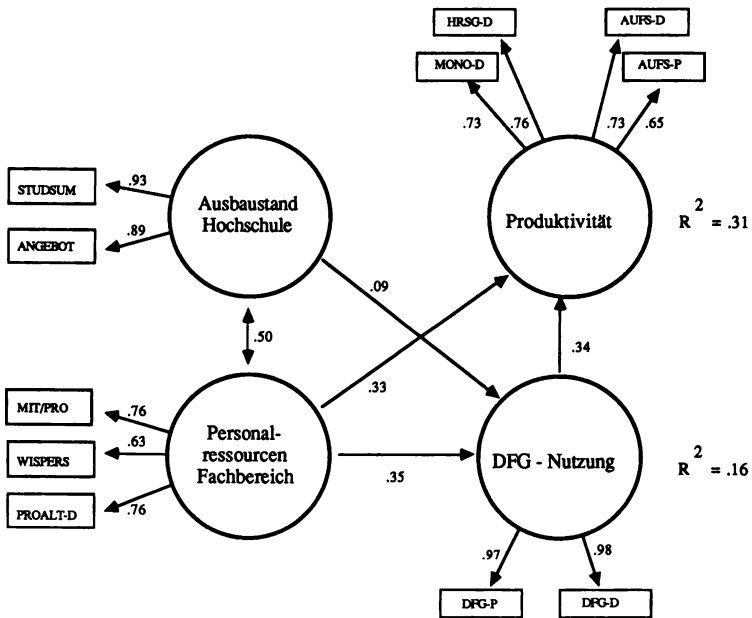 HRSG-D
AUFS-D
MONO-D
AUFS-P
.73
.76
.73
.65
STUDSUM
.93
ANGEBOT
.89
Ausbaustand
Hochschule
Produktivität
R² = .31
.09
.50
.33
.34
MIT/PRO
.76
WISPERS
.63
PROALT-D
.76
Personal-
ressourcen
Fachbereich
.35
DFG - Nutzung
R² = .16
.97
.98
DFG-P
DFG-D